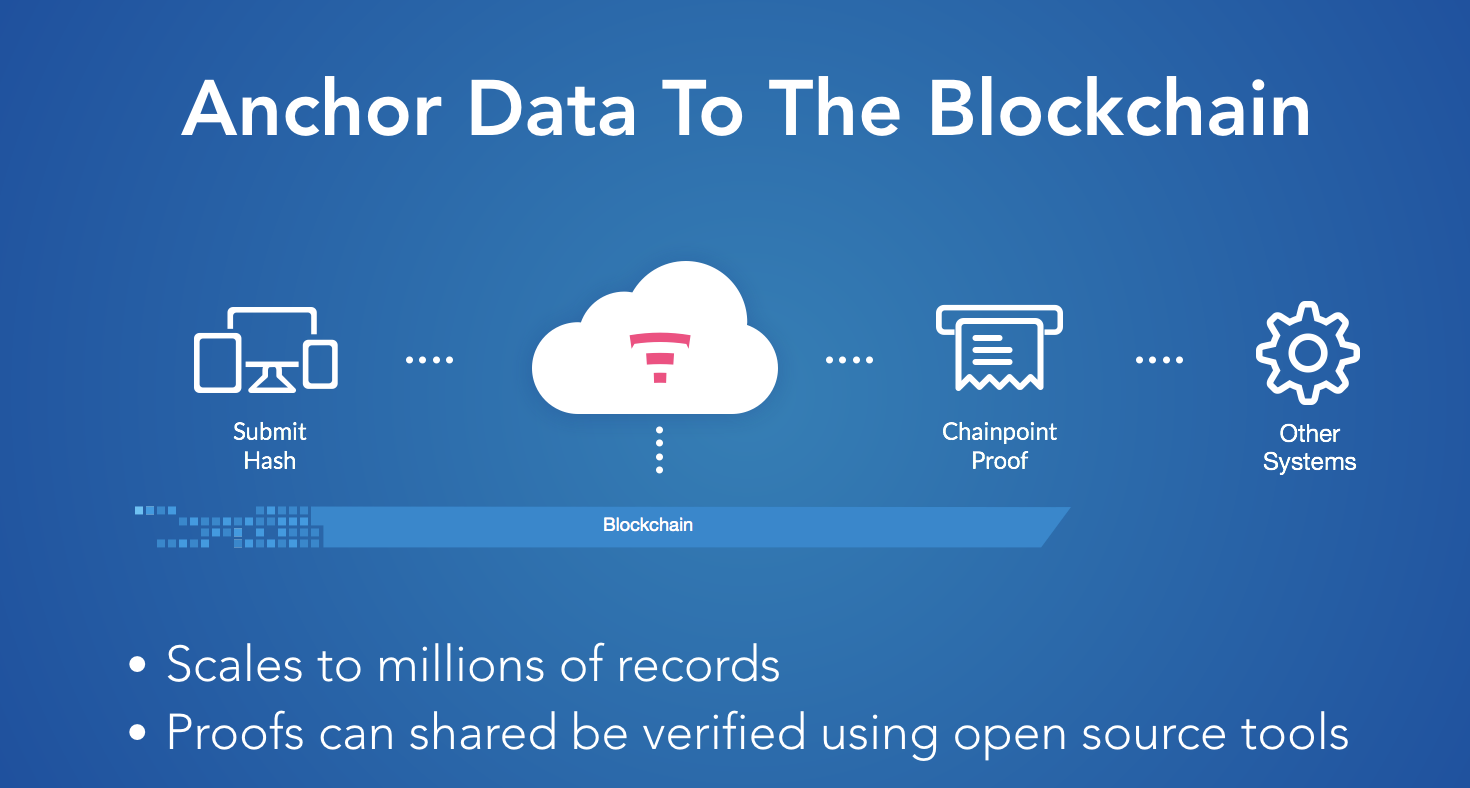 Anchor Data To The Blockchain
Submit
Hash
Chainpoint
Proof
Other
Systems
Blockchain
• Scales to millions of records
• Proofs can shared be verified using open source tools